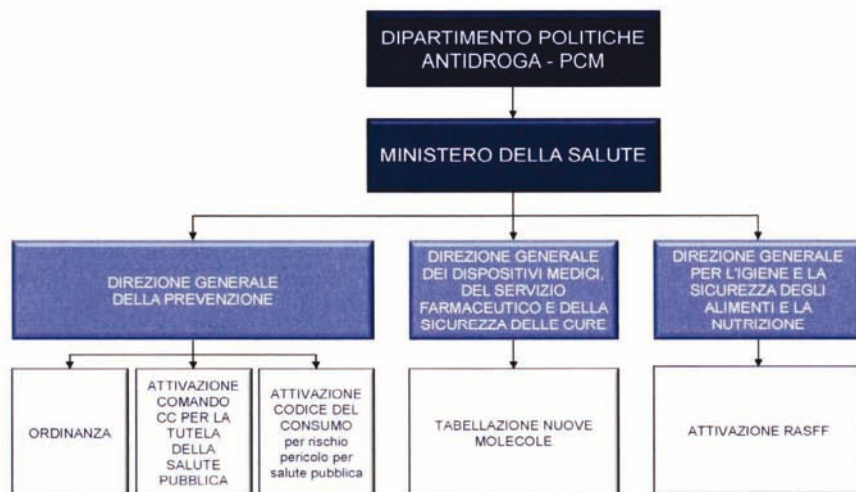 DIPARTIMENTO POLITICHE
ANTIDROGA - PCM
MINISTERO DELLA SALUTE
DIREZIONE GENERALE
DELLA PREVENZIONE
DIREZIONE GENERALE
DEI DISPOSITIVI MEDICI,
DEL SERVIZIO
FARMACEUTICO E DELLA
SICUREZZA DELLE CURE
DIREZIONE GENERALE
PER L'IGIENE E LA
SICUREZZA DEGLI
ALIMENTI E LA
NUTRIZIONE
ORDINANZA
ATTIVAZIONE
COMANDO
CC PER LA
TUTELA
DELLA
SALUTE
PUBBLICA
ATTIVAZIONE
CODICE DEL
CONSUMO
per rischio
pericolo per
salute pubblica
TABELLAZIONE NUOVE
MOLECOLE
ATTIVAZIONE RASFF